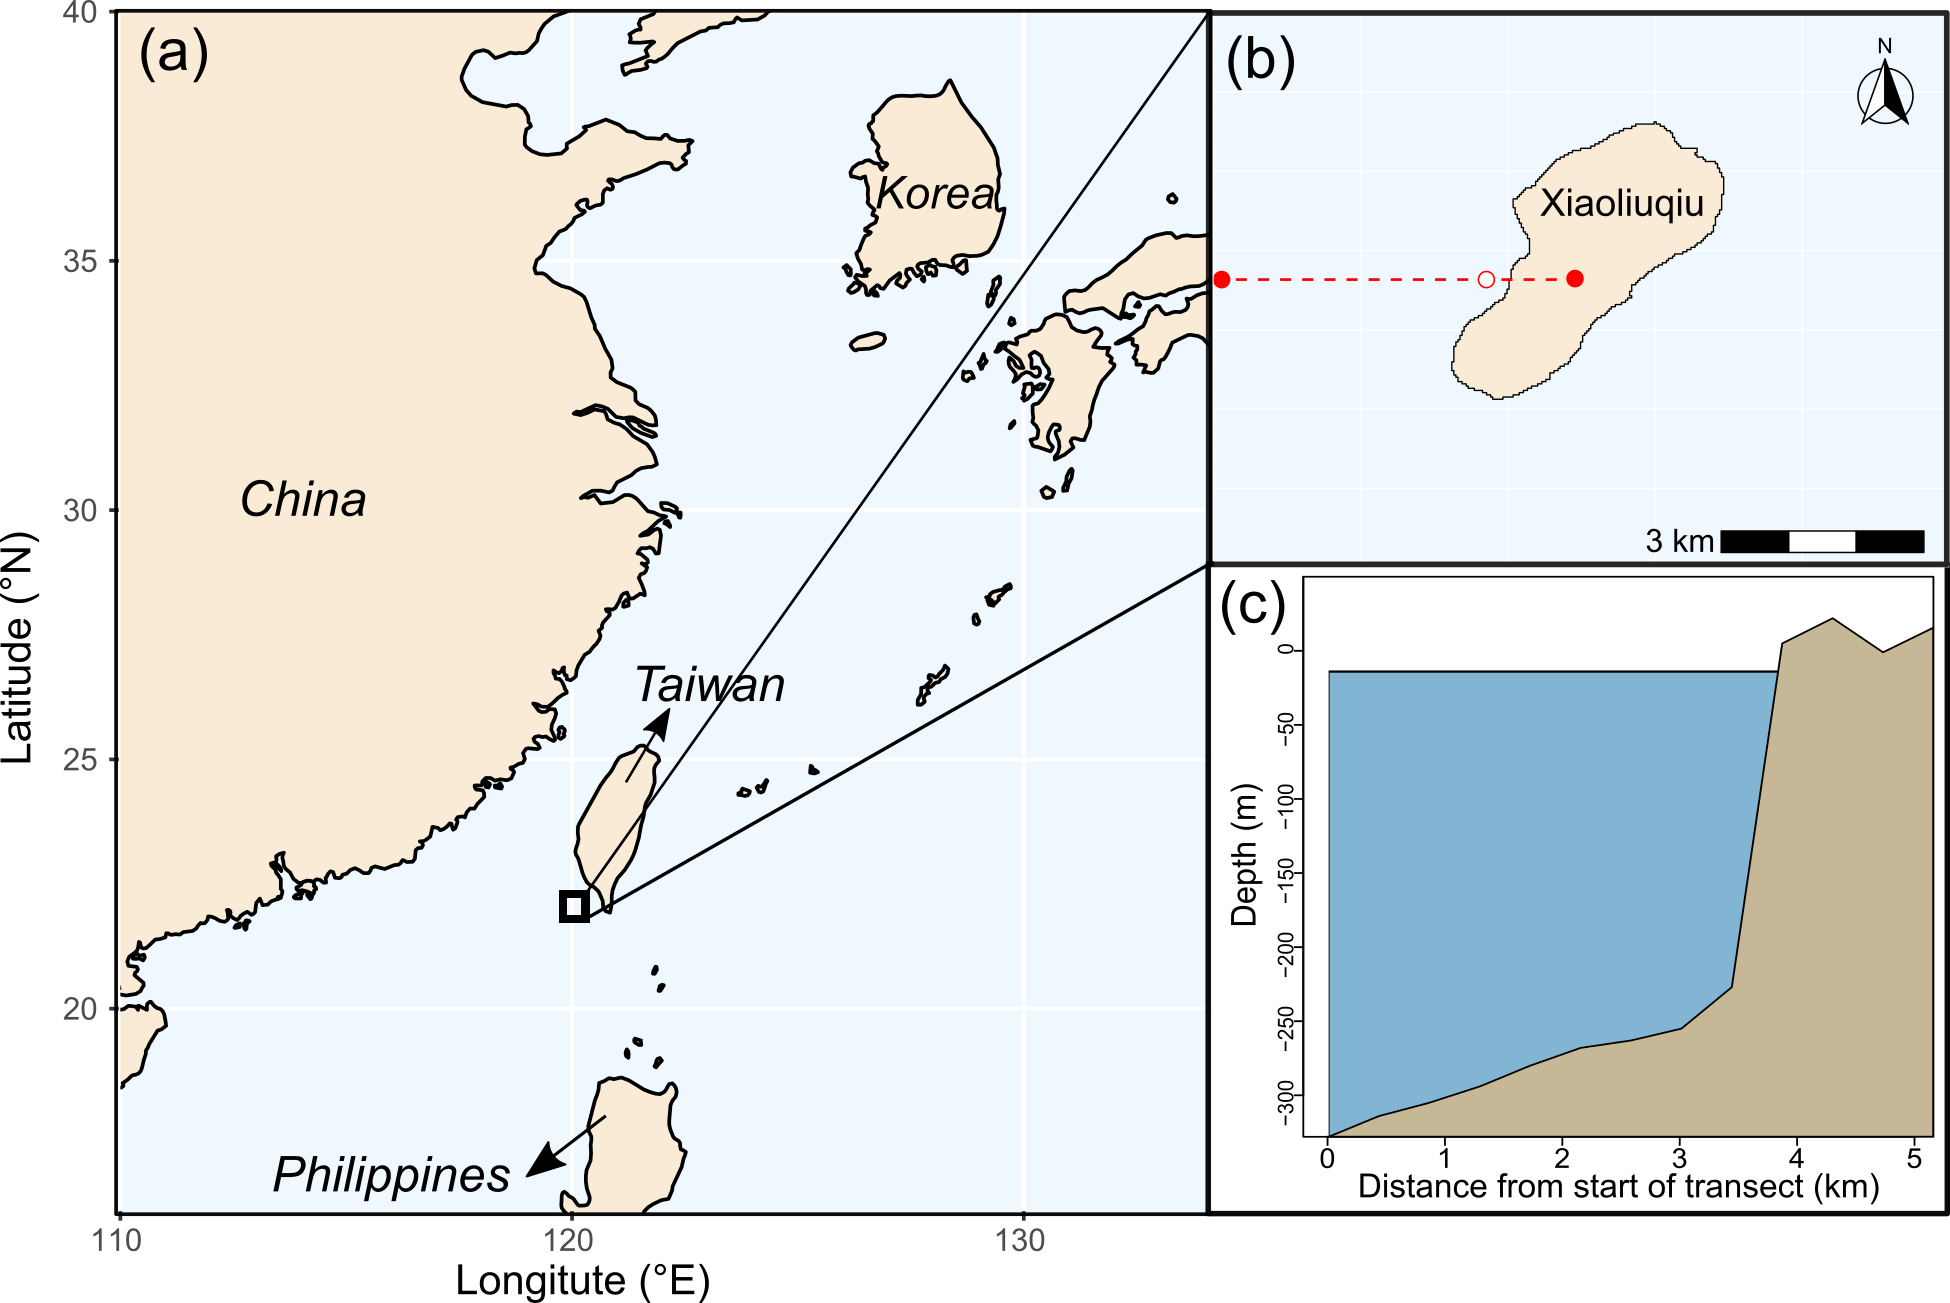 (a)
40
35
30
25
20
Latitude (°N)
China
Korea
Taiwan
Philippines
110
120
130
Longitute (°E)
(b)
N
Xiaoliuqiu
3 km
(c)
0
−50
−100
−150
−200
−250
−300
Depth (m)
0 1 2 3 4 5
Distance from start of transect (km)